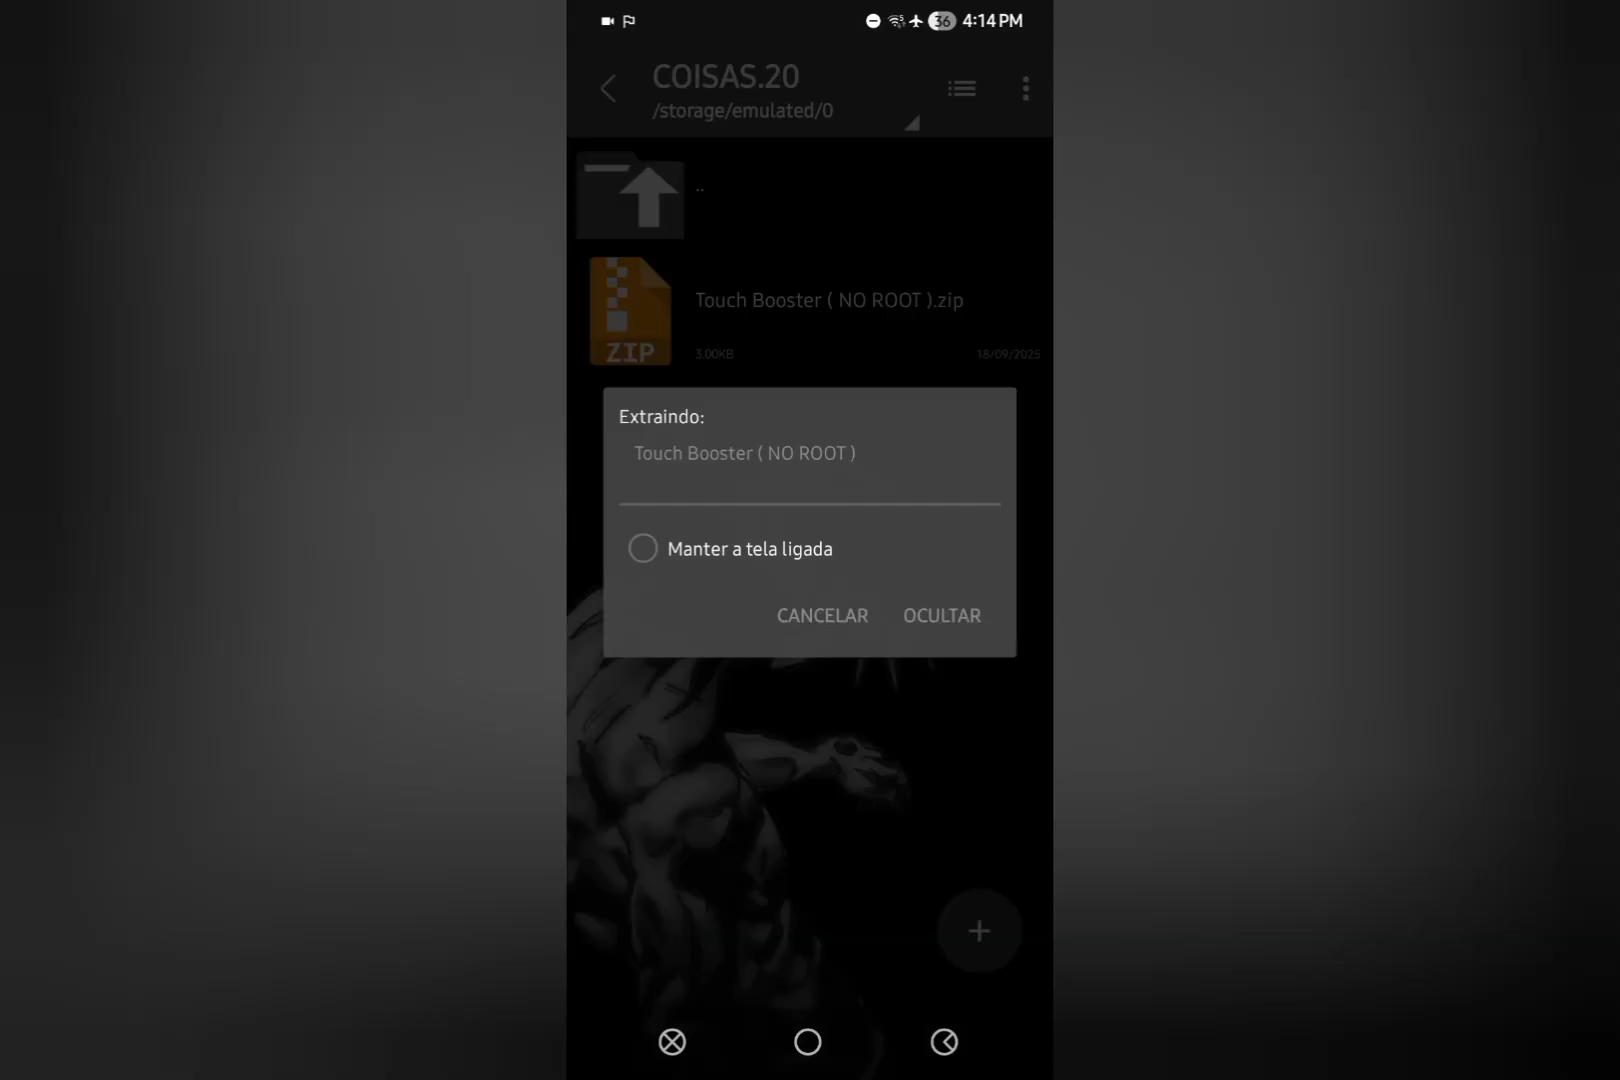 36 4:14 PM
COISAS.20
/storage/emulated/0
..
Touch Booster ( NO ROOT ).zip
ZIP
3.00KB 18/09/2025
Extraindo:
Touch Booster ( NO ROOT )
Manter a tela ligada
CANCELAR OCULTAR